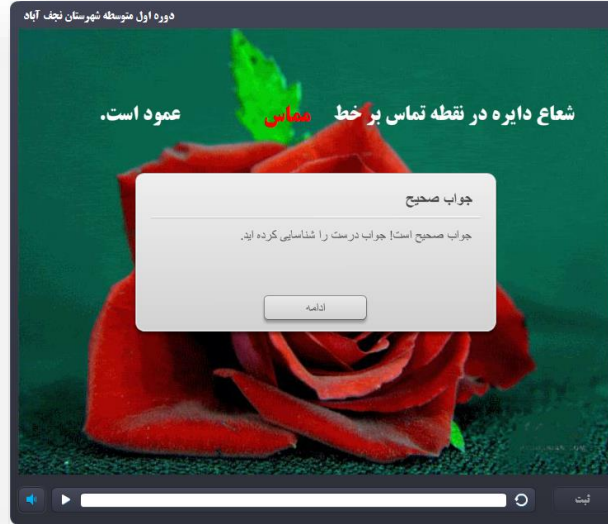 دوره اول متوسطه شهرستان نجف آباد
شعاع دایره در نقطه تماس بر خط مماس عمود است.
جواب صحیح
جواب صحیح است! جواب درست را شناسایی کرده اید.
ادامه
ثبت